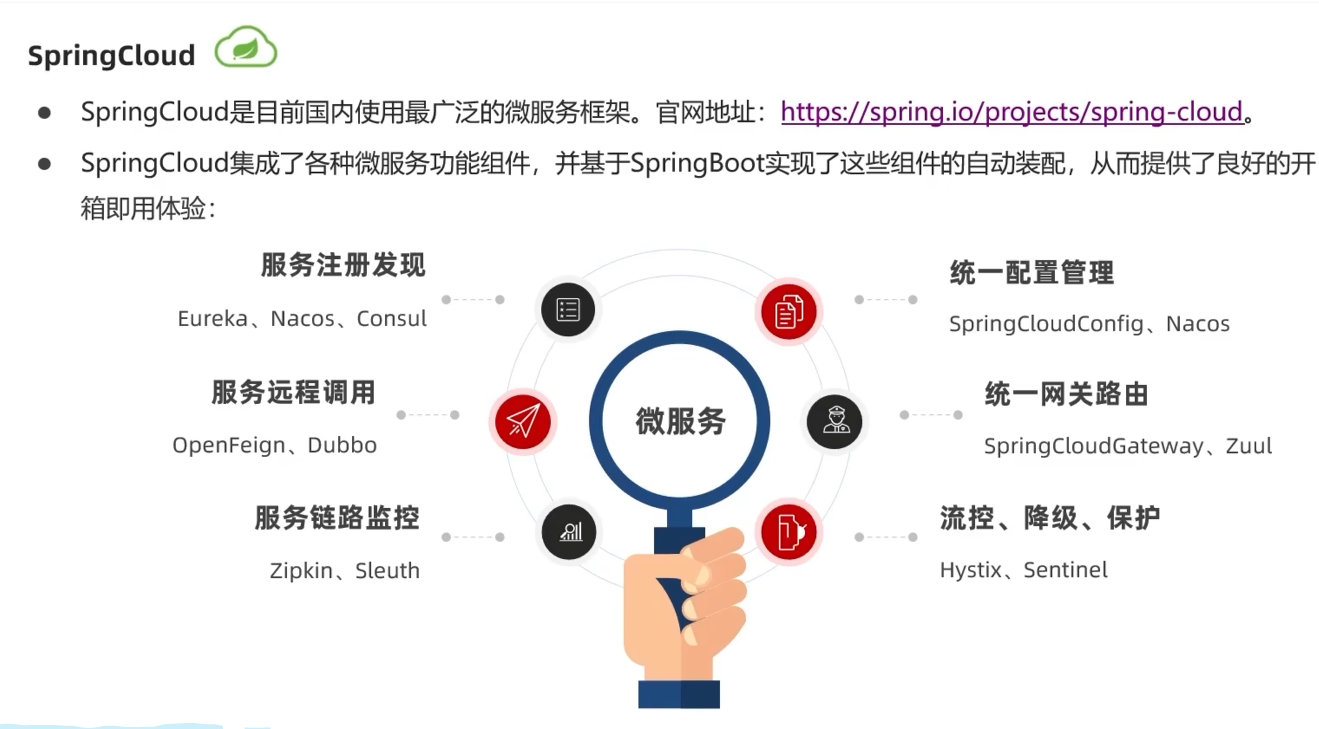 SpringCloud
● SpringCloud是目前国内使用最广泛的微服务框架。官网地址：https://spring.io/projects/spring-cloud。
● SpringCloud集成了各种微服务功能组件，并基于SpringBoot实现了这些组件的自动装配，从而提供了良好的开
箱即用体验：
服务注册发现
Eureka、Nacos、Consul
统一配置管理
SpringCloudConfig、Nacos
服务远程调用
OpenFeign、Dubbo
微服务
统一网关路由
SpringCloudGateway、Zuul
服务链路监控
Zipkin、Sleuth
流控、降级、保护
Hystix、Sentinel